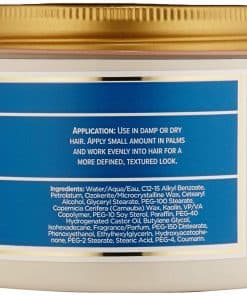 APPLICATION: USE IN DAMP OR DRY
HAIR. APPLY SMALL AMOUNT IN PALMS
AND WORK EVENLY INTO HAIR FOR A
MORE DEFINED, TEXTURED LOOK.
Ingredients: Water/Aqua/Eau, C12-15 Alkyl Benzoate,
Petrolatum, Ozokerite/Microcrystalline Wax, Cetearyl
Alcohol, Glyceryl Stearate, PEG-100 Stearate,
Copernicia Cerifera (Carnauba) Wax, Kaolin, VP/VA
Copolymer, PEG-10 Soy Sterol, Paraffin, PEG-40
Hydrogenated Castor Oil, Butylene Glycol,
Isohexadecane, Fragrance/Parfum, PEG-150 Distearate,
Phenoxyethanol, Ethylhexylglycerin, Hydroxyacetophe-
none, PEG-2 Stearate, Stearic Acid, PEG-4, Coumarin.